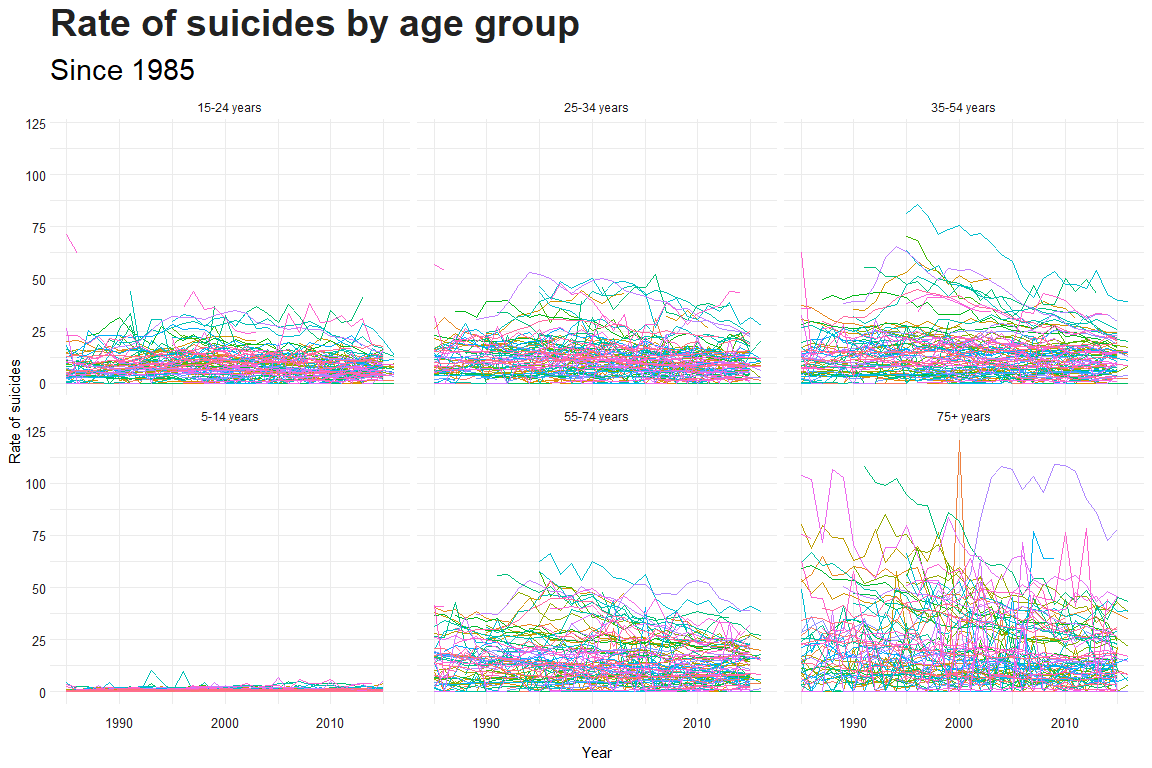 Rate of suicides by age group
Since 1985
15-24 years
25-34 years
35-54 years
125
100
75
50
25
0
Rate of suicides
5-14 years
55-74 years
75+ years
125
100
75
50
25
0
1990
2000
2010
1990
2000
2010
1990
2000
2010
Year